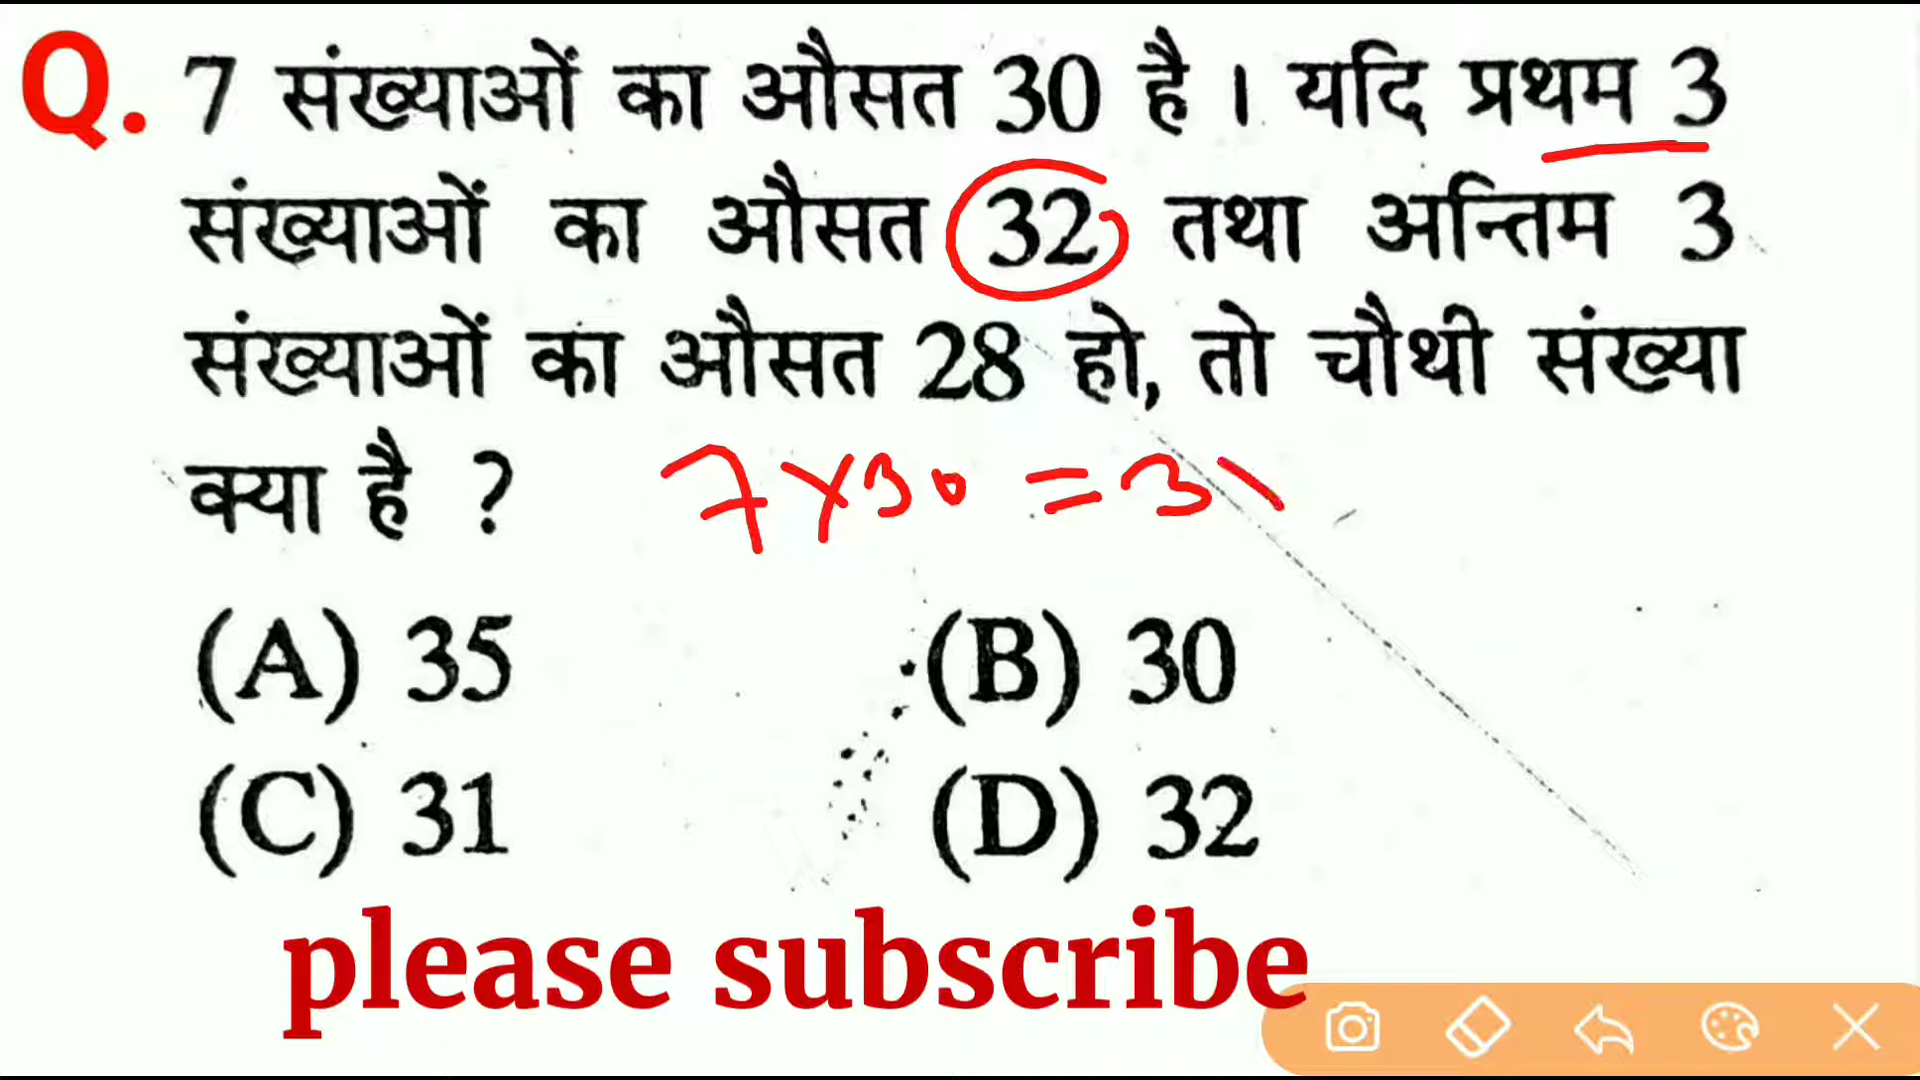 Q. 7 संख्याओं का औसत 30 है । यदि प्रथम 3
संख्याओं का औसत 32 तथा अन्तिम 3
संख्याओं का औसत 28 हो, तो चौथी संख्या
क्या है ? 7 × 30 = 3
(A) 35 (B) 30
(C) 31 (D) 32
please subscribe